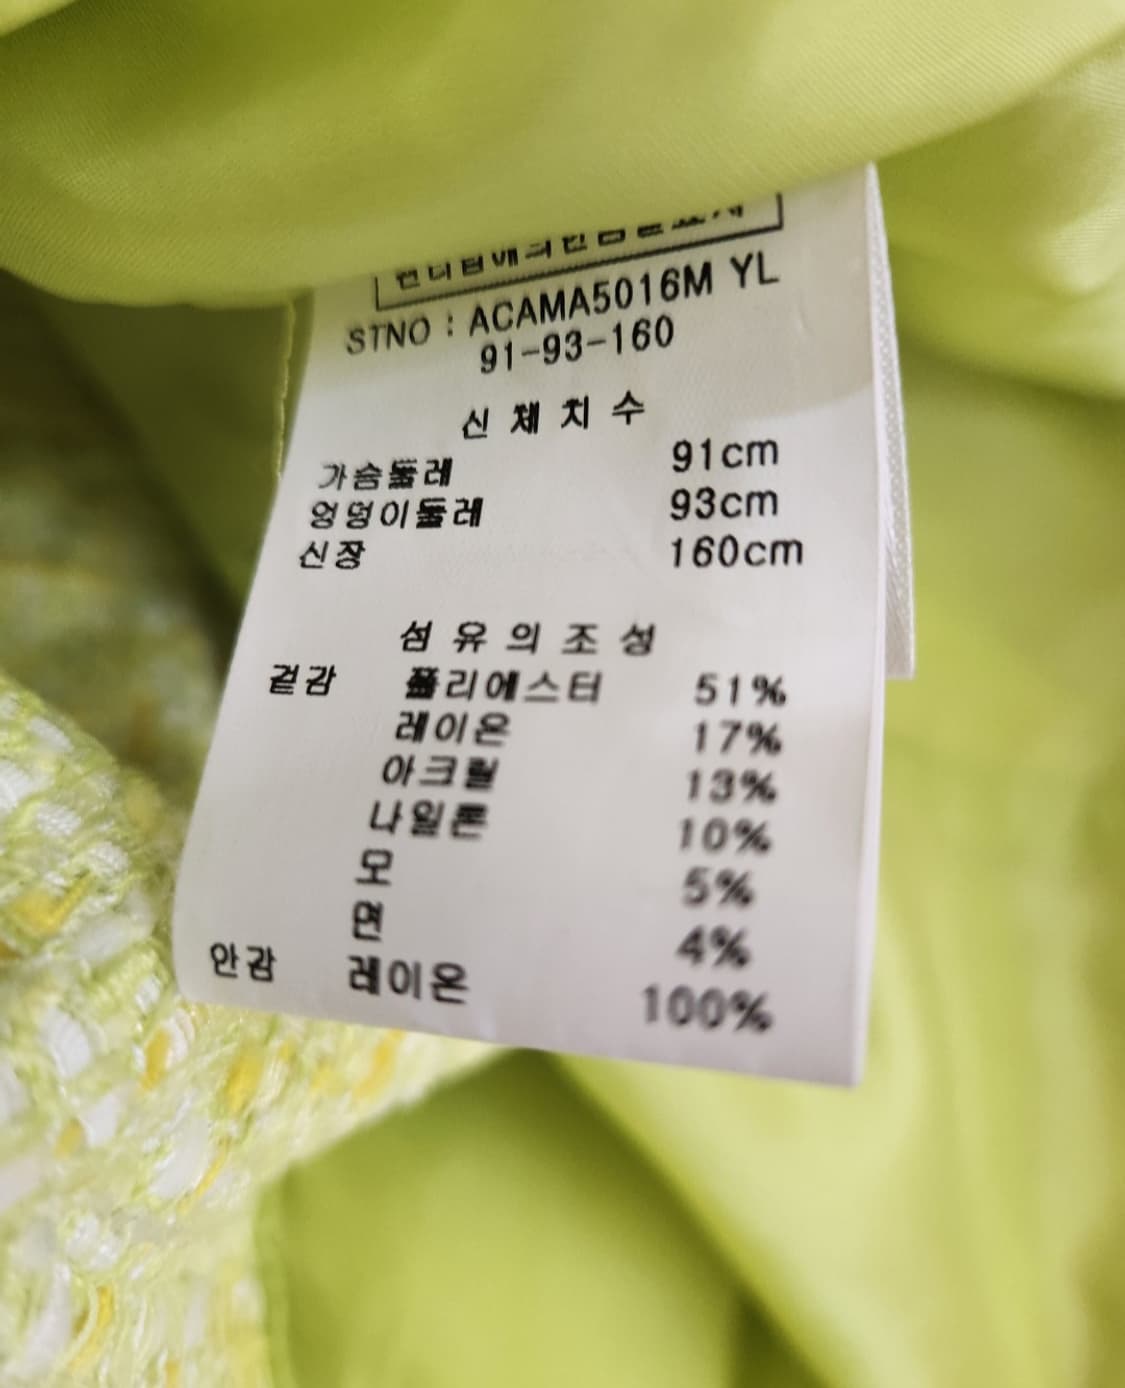 STNO : ACAMA5016M YL
91-93-160
신 체 치 수
가슴둘레 91cm
엉덩이둘레 93cm
신장 160cm
섬 유 의 조 성
겉감 폴리에스터 51%
레이온 17%
아크릴 13%
나일론 10%
모 5%
면 4%
안감 레이온 100%